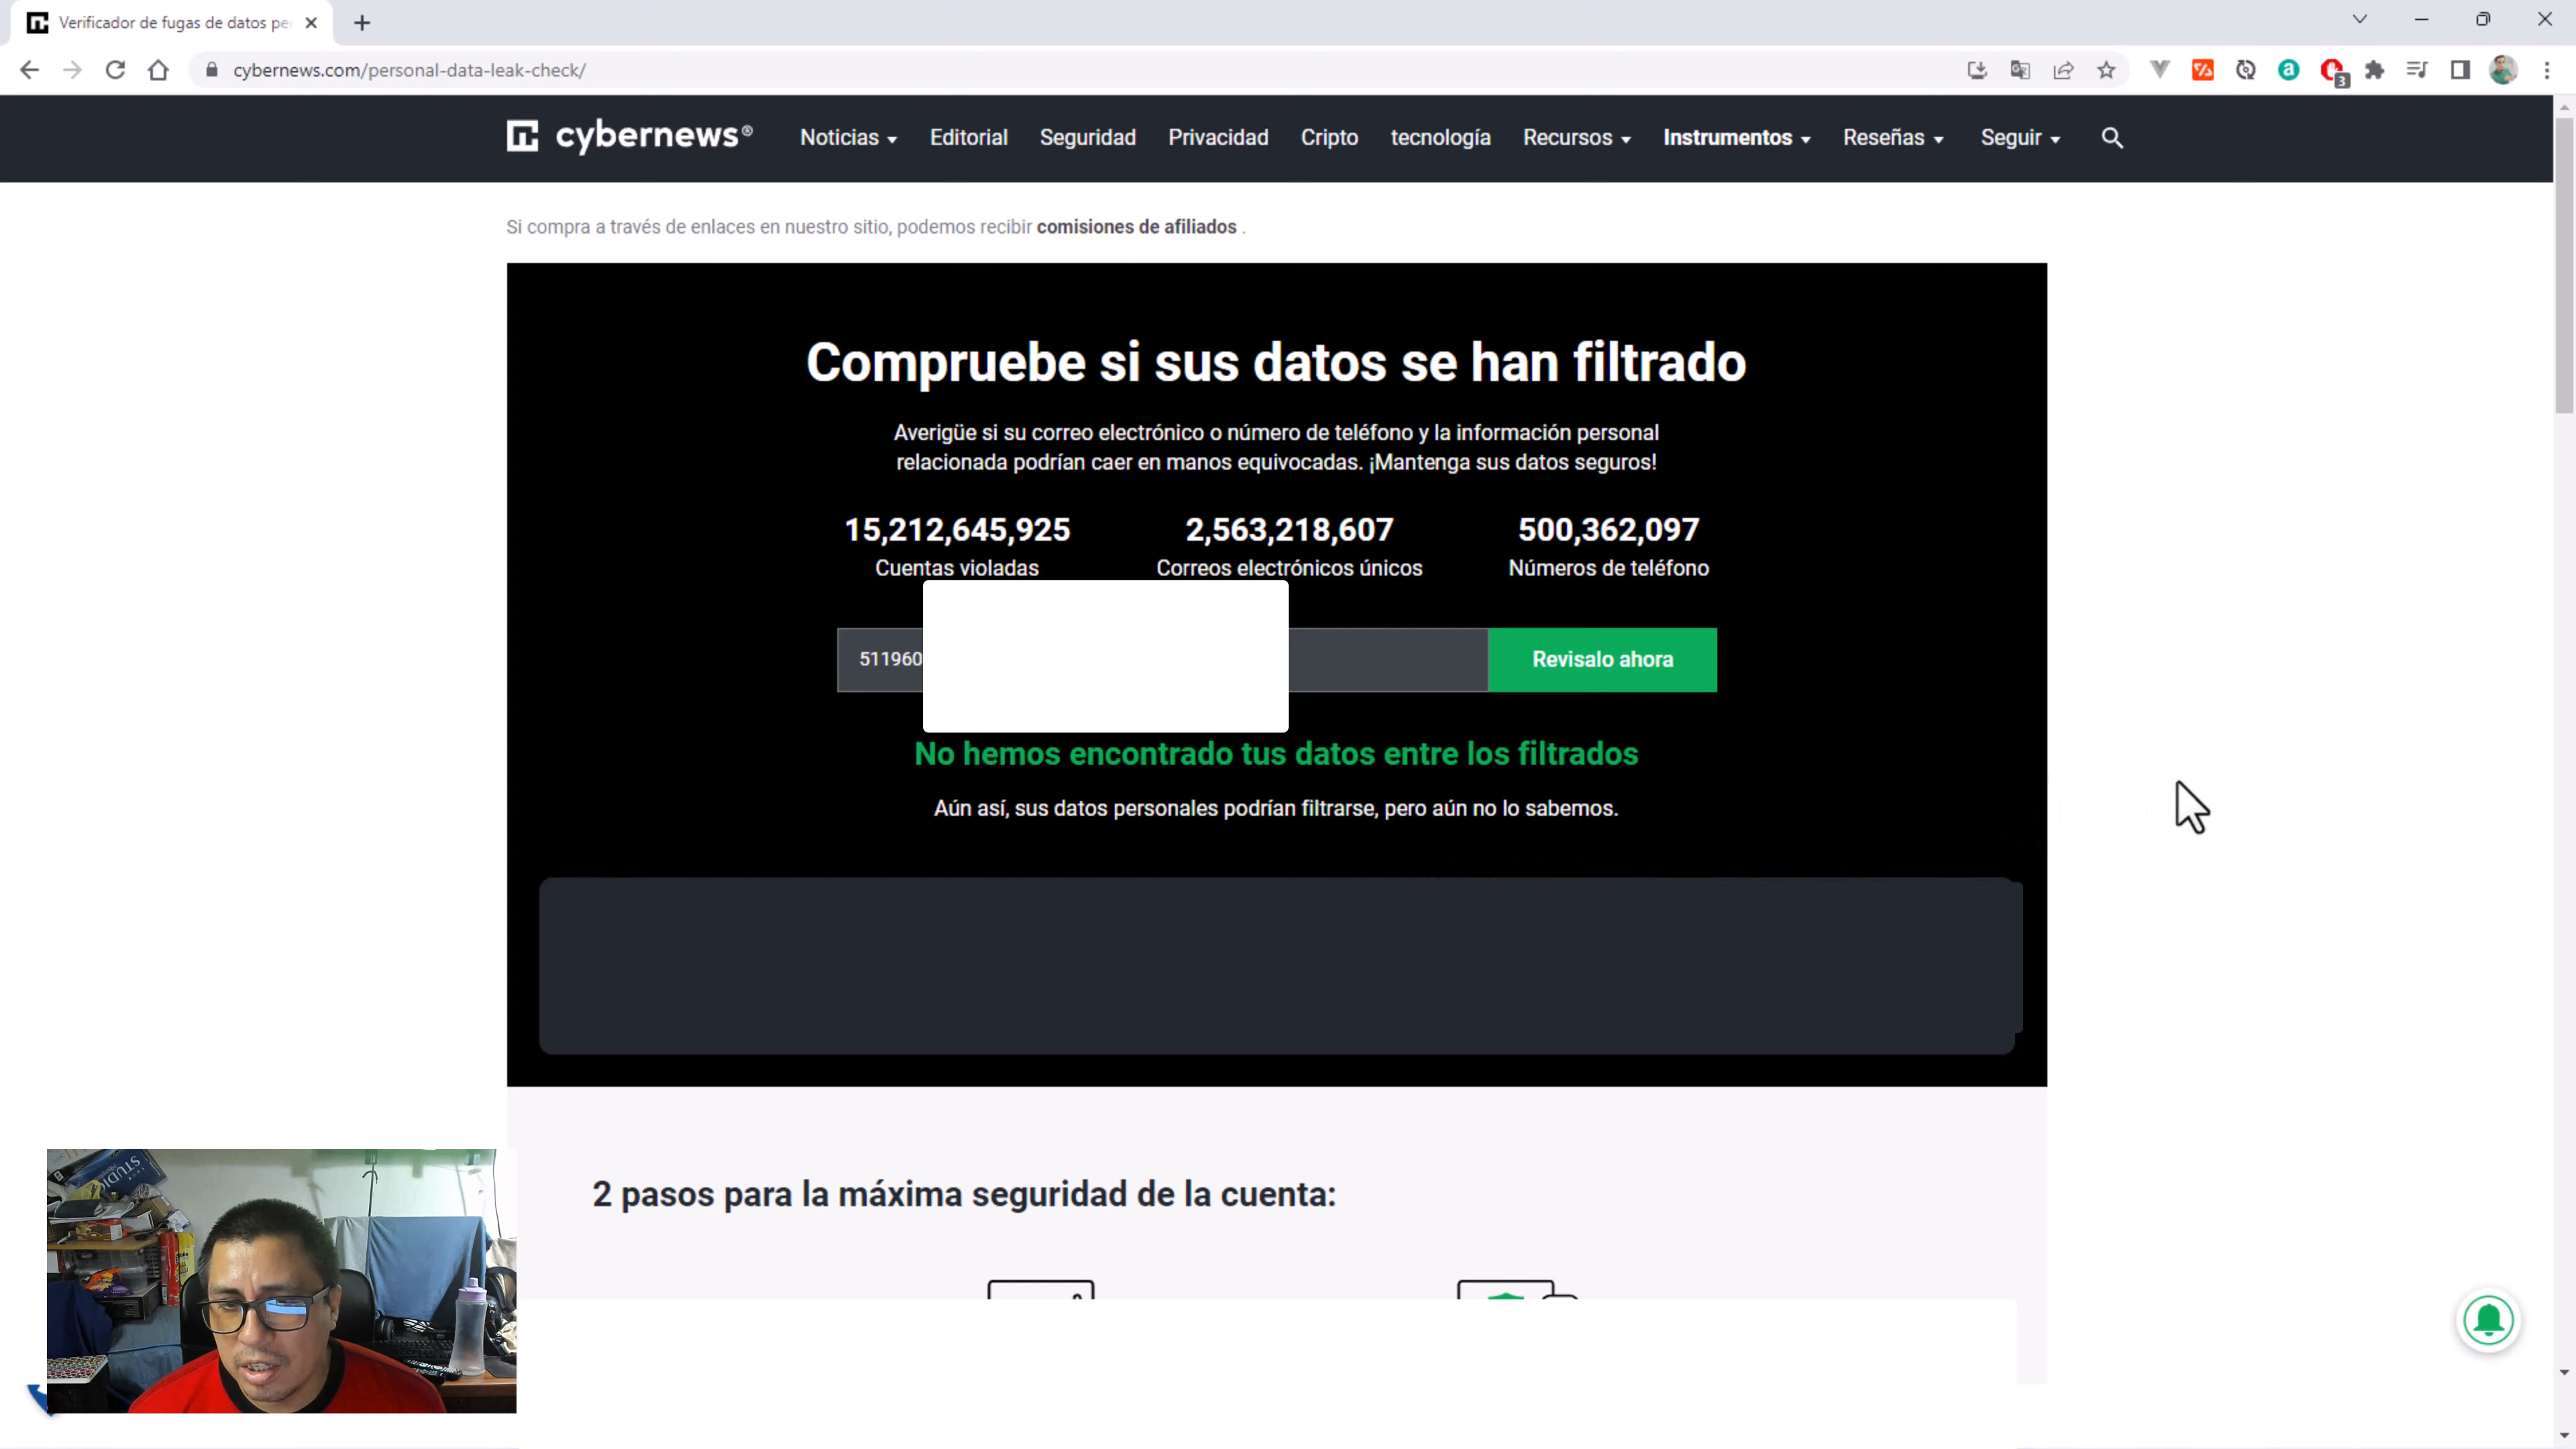 Verificador de fugas de datos pe
cybernews.com/personal-data-leak-check/
3
cybernews®
Noticias Editorial Seguridad Privacidad Cripto tecnología Recursos Instrumentos Reseñas Seguir
Si compra a través de enlaces en nuestro sitio, podemos recibir comisiones de afiliados .
Compruebe si sus datos se han filtrado
Averigüe si su correo electrónico o número de teléfono y la información personal
relacionada podrían caer en manos equivocadas. ¡Mantenga sus datos seguros!
15,212,645,925 2,563,218,607 500,362,097
Cuentas violadas Correos electrónicos únicos Números de teléfono
511960
Revisalo ahora
No hemos encontrado tus datos entre los filtrados
Aún así, sus datos personales podrían filtrarse, pero aún no lo sabemos.
2 pasos para la máxima seguridad de la cuenta: